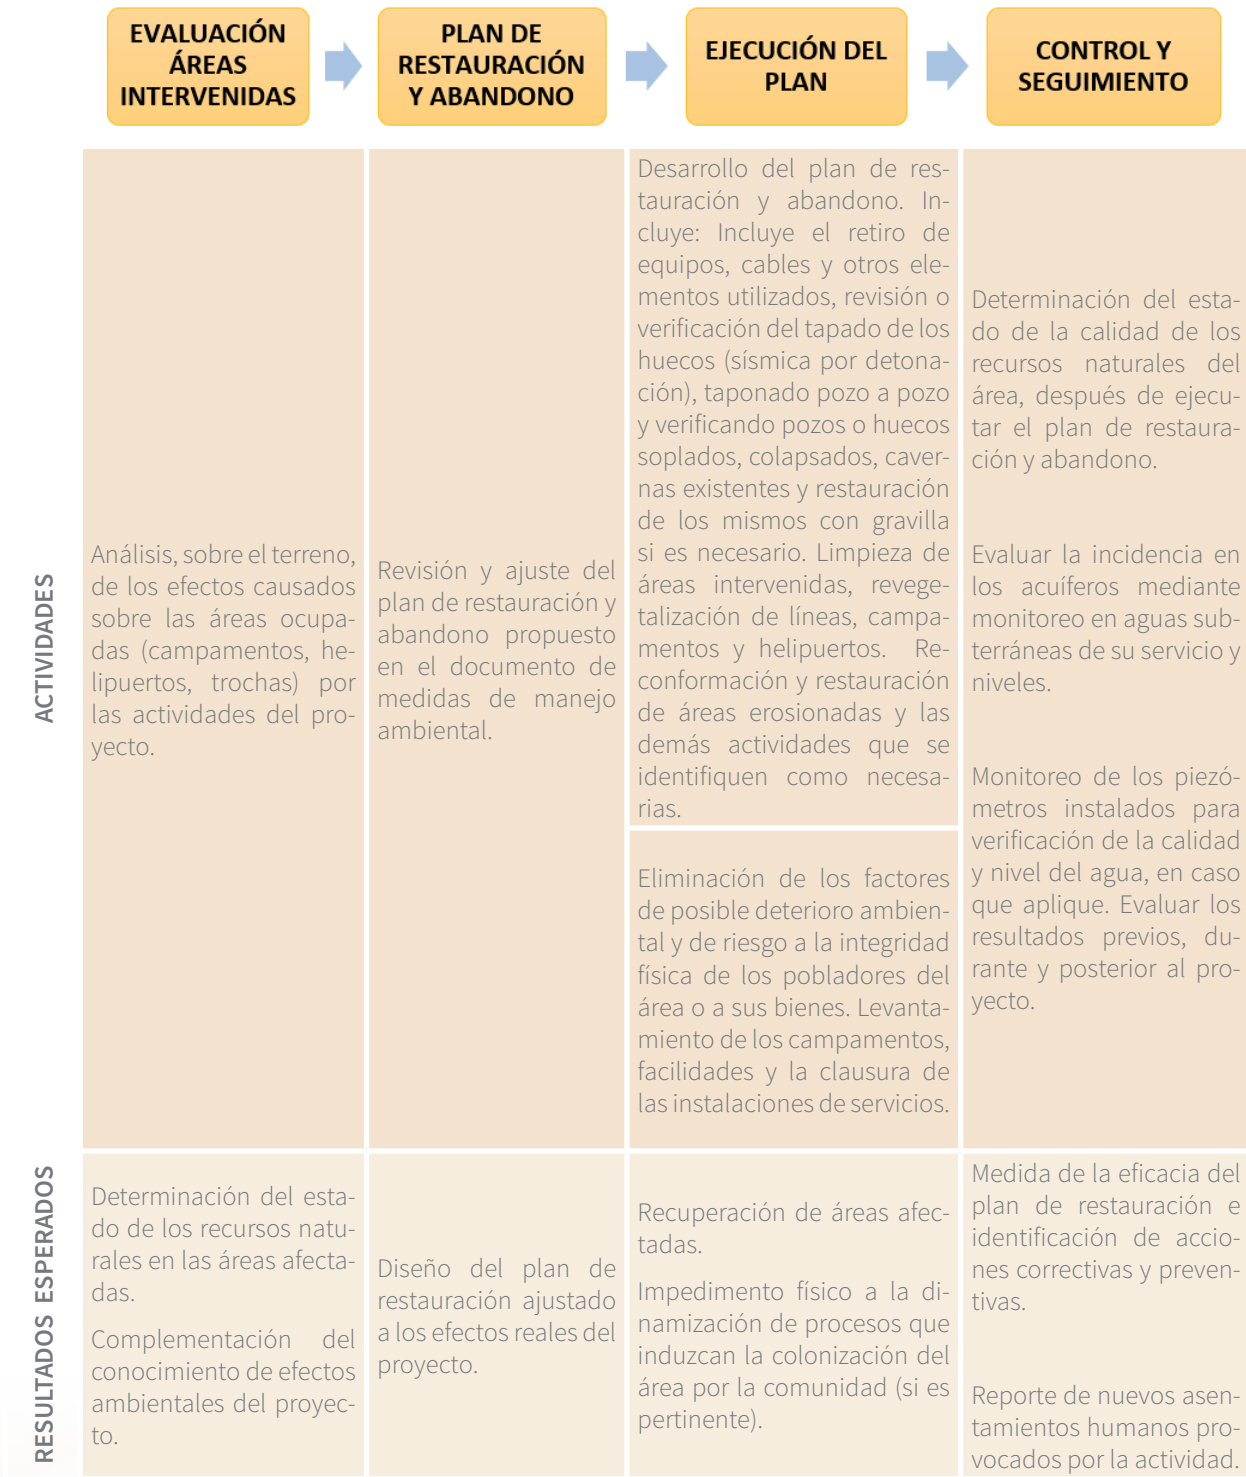 EVALUACIÓN
ÁREAS
INTERVENIDAS
PLAN DE
RESTAURACIÓN
Y ABANDONO
EJECUCIÓN DEL
PLAN
CONTROL Y
SEGUIMIENTO
ACTIVIDADES
Análisis, sobre el terreno,
de los efectos causados
sobre las áreas ocupa-
das (campamentos, he-
lipuertos, trochas) por
las actividades del pro-
yecto.
Revisión y ajuste del
plan de restauración y
abandono propuesto
en el documento de
medidas de manejo
ambiental.
Desarrollo del plan de res-
tauración y abandono. In-
cluye: Incluye el retiro de
equipos, cables y otros ele-
mentos utilizados, revisión o
verificación del tapado de los
huecos (sísmica por detona-
ción), taponado pozo a pozo
y verificando pozos o huecos
soplados, colapsados, caver-
nas existentes y restauración
de los mismos con gravilla
si es necesario. Limpieza de
áreas intervenidas, revege-
talización de líneas, campa-
mentos y helipuertos. Re-
conformación y restauración
de áreas erosionadas y las
demás actividades que se
identifiquen como necesa-
rias.
Eliminación de los factores
de posible deterioro ambien-
tal y de riesgo a la integridad
física de los pobladores del
área o a sus bienes. Levanta-
miento de los campamentos,
facilidades y la clausura de
las instalaciones de servicios.
Determinación del esta-
do de la calidad de los
recursos naturales del
área, después de ejecu-
tar el plan de restaura-
ción y abandono.
Evaluar la incidencia en
los acuíferos mediante
monitoreo en aguas sub-
terráneas de su servicio y
niveles.
Monitoreo de los piezó-
metros instalados para
verificación de la calidad
y nivel del agua, en caso
que aplique. Evaluar los
resultados previos, du-
rante y posterior al pro-
yecto.
RESULTADOS ESPERADOS
Determinación del esta-
do de los recursos natu-
rales en las áreas afecta-
das.
Complementación del
conocimiento de efectos
ambientales del proyec-
to.
Diseño del plan de
restauración ajustado
a los efectos reales del
proyecto.
Recuperación de áreas afec-
tadas.
Impedimento físico a la di-
namización de procesos que
induzcan la colonización del
área por la comunidad (si es
pertinente).
Medida de la eficacia del
plan de restauración e
identificación de accio-
nes correctivas y preven-
tivas.
Reporte de nuevos asen-
tamientos humanos pro-
vocados por la actividad.